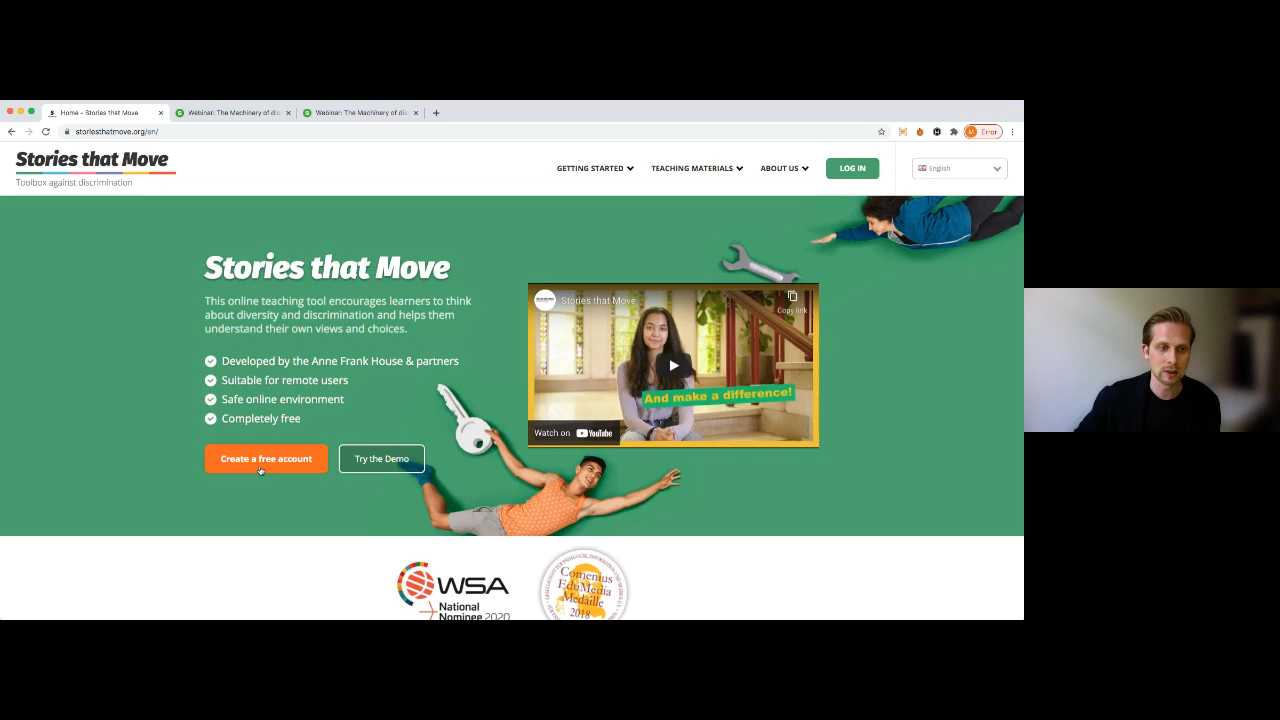 Home - Stories that Move
Webinar: The Machinery of dis
Webinar: The Machinery of dis
storiesthatmove.org/en/
M
Error
Stories that Move
Toolbox against discrimination
GETTING STARTED
TEACHING MATERIALS
ABOUT US
LOG IN
English
Stories that Move
This online teaching tool encourages learners to think
about diversity and discrimination and helps them
understand their own views and choices.
Developed by the Anne Frank House & partners
Suitable for remote users
Safe online environment
Completely free
Create a free account
Try the Demo
Stories that Move
Copy link
And make a difference!
Watch on YouTube
WSA
National
Nominee 2020
Comenius
EduMedia
Medaille
2018